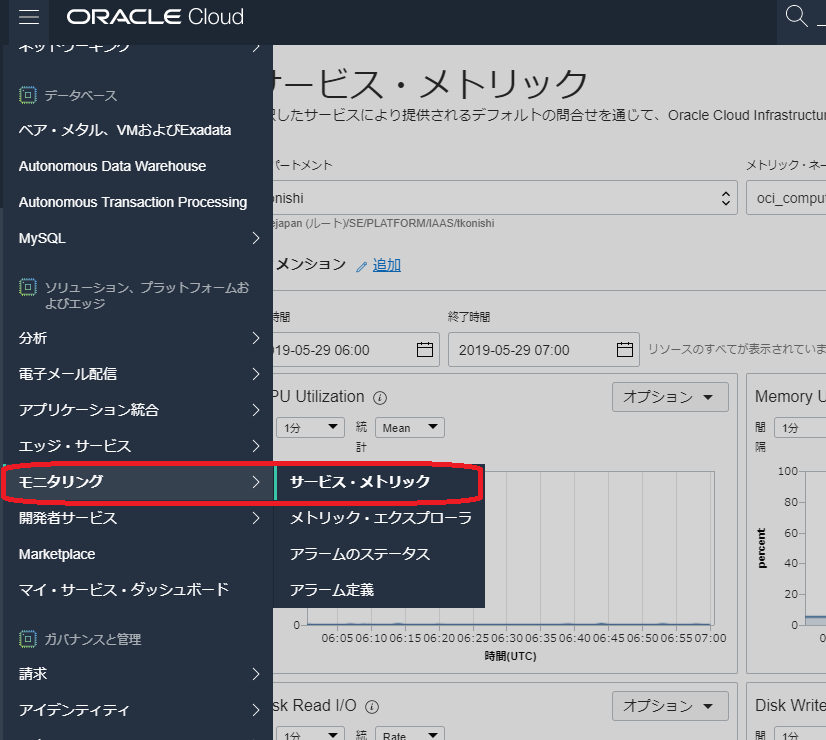 ORACLE Cloud
ネットワーキング
データベース
ベア・メタル、VMおよびExadata
Autonomous Data Warehouse
Autonomous Transaction Processing
MySQL
ソリューション、プラットフォームお
よびエッジ
分析
電子メール配信
アプリケーション統合
エッジ・サービス
モニタリング
開発者サービス
Marketplace
マイ・サービス・ダッシュボード
ガバナンスと管理
請求
アイデンティティ
サービス・メトリック
メトリック・エクスプローラ
アラームのステータス
アラーム定義
サービス・メトリック
択したサービスにより提供されるデフォルトの問合せを通じて、Oracle Cloud Infrastructur
パートメント
メトリック・ネー
onishi
oci_comput
ejapan (ルート)/SE/PLATFORM/IAAS/tkonishi
メンション 追加
時間
終了時間
019-05-29 06:00
2019-05-29 07:00
リソースのすべてが表示されていま
PU Utilization
オプション
Memory U
1分
統
計
Mean
間
隔
1分
100
80
60
40
20
0
percent
0
06:05 06:10 06:15 06:20 06:25 06:30 06:35 06:40 06:45 06:50 06:55 07:00
時間(UTC)
sk Read I/O
オプション
Disk Write
1分
統
Rate
間
1分